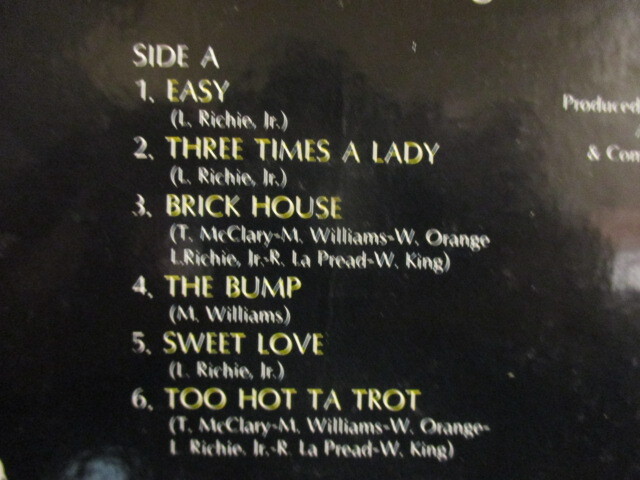 SIDE A
1. EASY
(L. Richie, Jr.)
2. THREE TIMES A LADY
(L. Richie, Jr.)
3. BRICK HOUSE
(T. McClary-M. Williams-W. Orange
L.Richie, Jr.-R. La Pread-W. King)
4. THE BUMP
(M. Williams)
5. SWEET LOVE
(L. Richie, Jr.)
6. TOO HOT TA TROT
(T. McClary-M. Williams-W. Orange-
L. Richie, Jr.-R. La Pread-W. King)
Produced
& Com